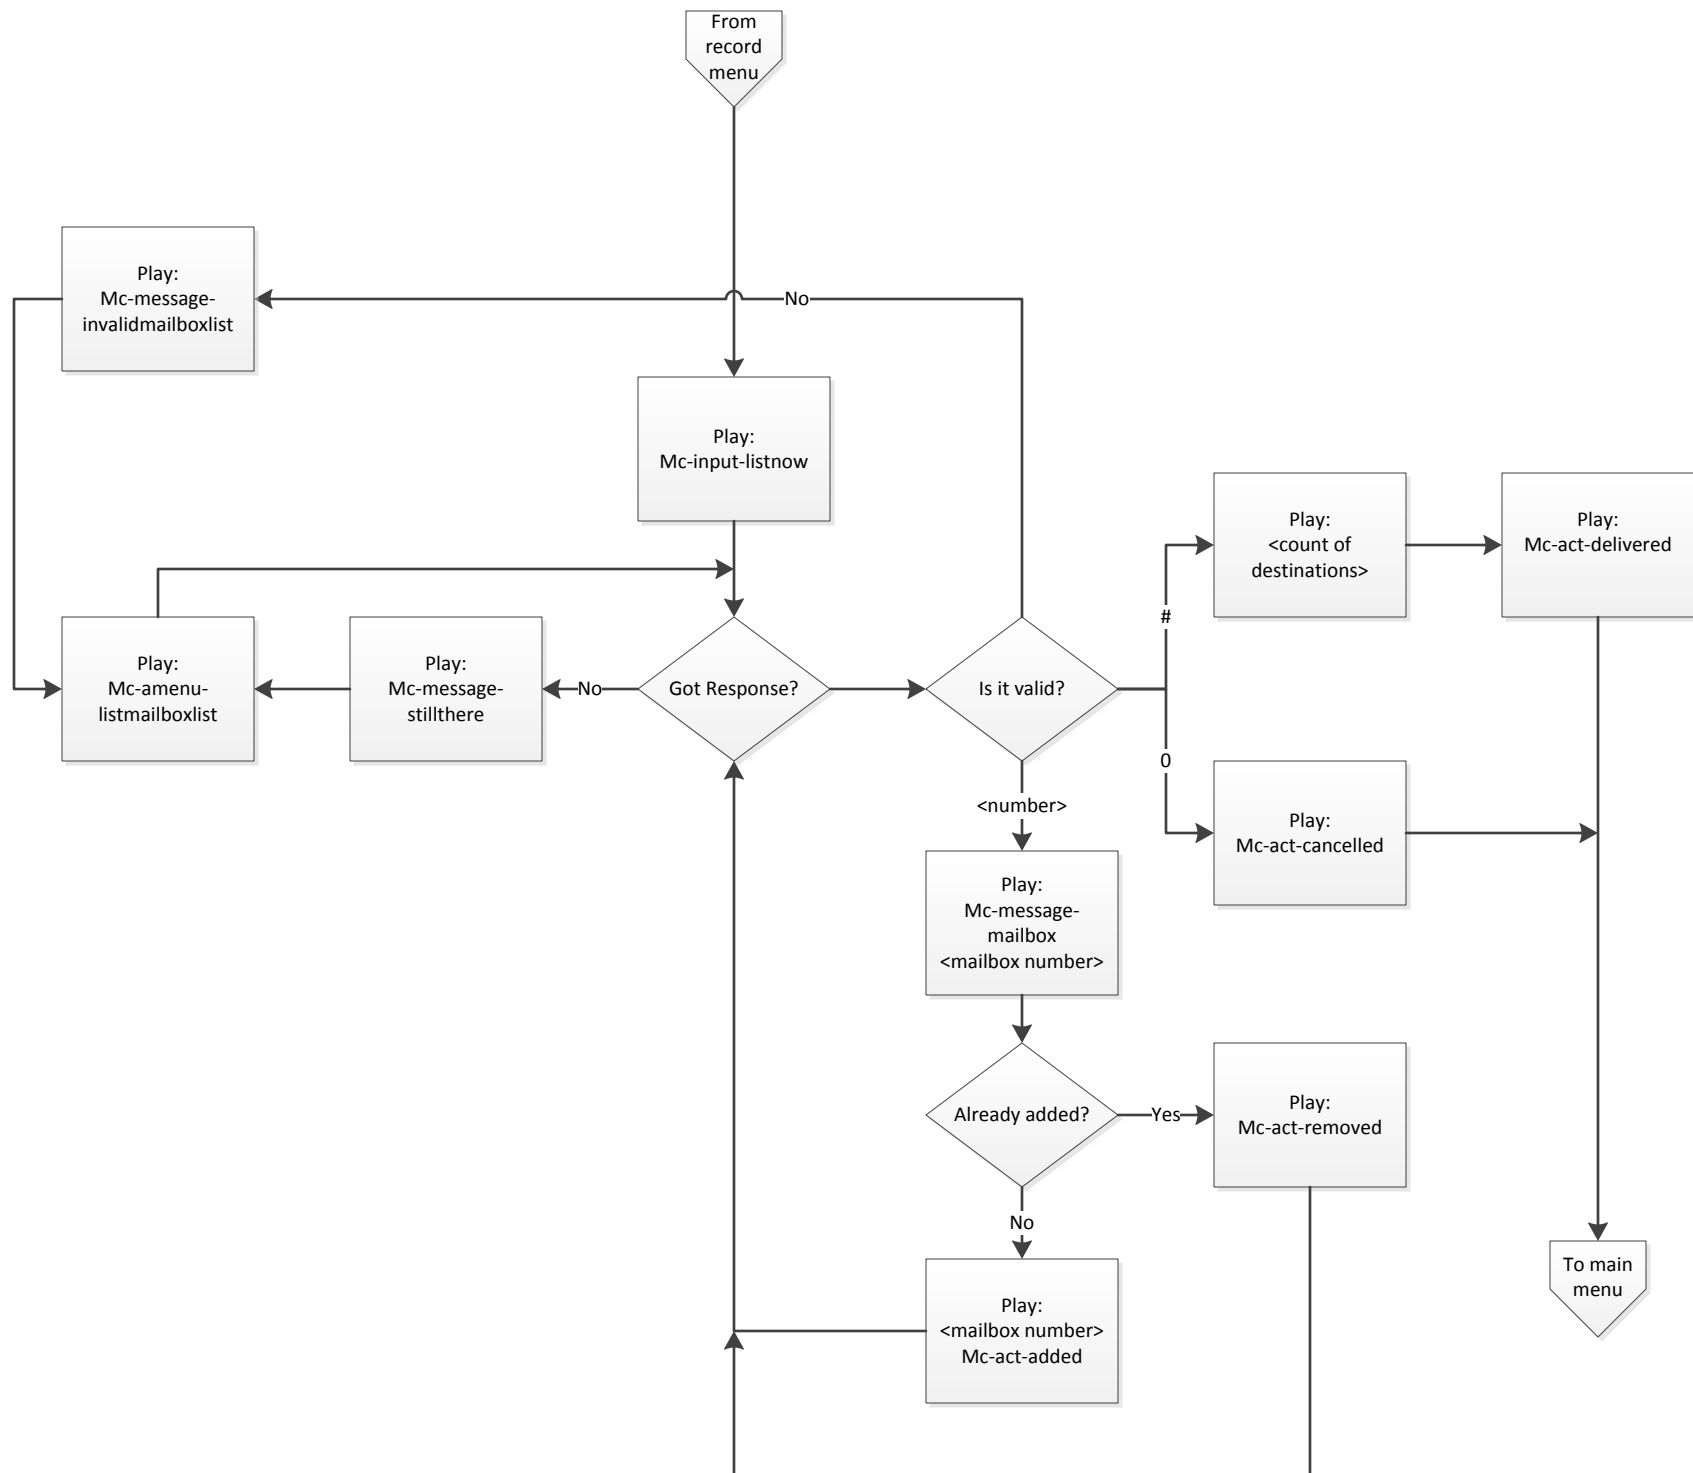 From
record
menu
Play:
Mc-message-
invalidmailboxlist
No
Play:
Mc-input-listnow
Play:
<count of
destinations>
Play:
Mc-act-delivered
#
Play:
Mc-amenu-
listmailboxlist
Play:
Mc-message-
stillthere
No
Got Response?
Is it valid?
0
Play:
Mc-act-cancelled
<number>
Play:
Mc-message-
mailbox
<mailbox number>
Already added?
Yes
Play:
Mc-act-removed
No
Play:
<mailbox number>
Mc-act-added
To main
menu